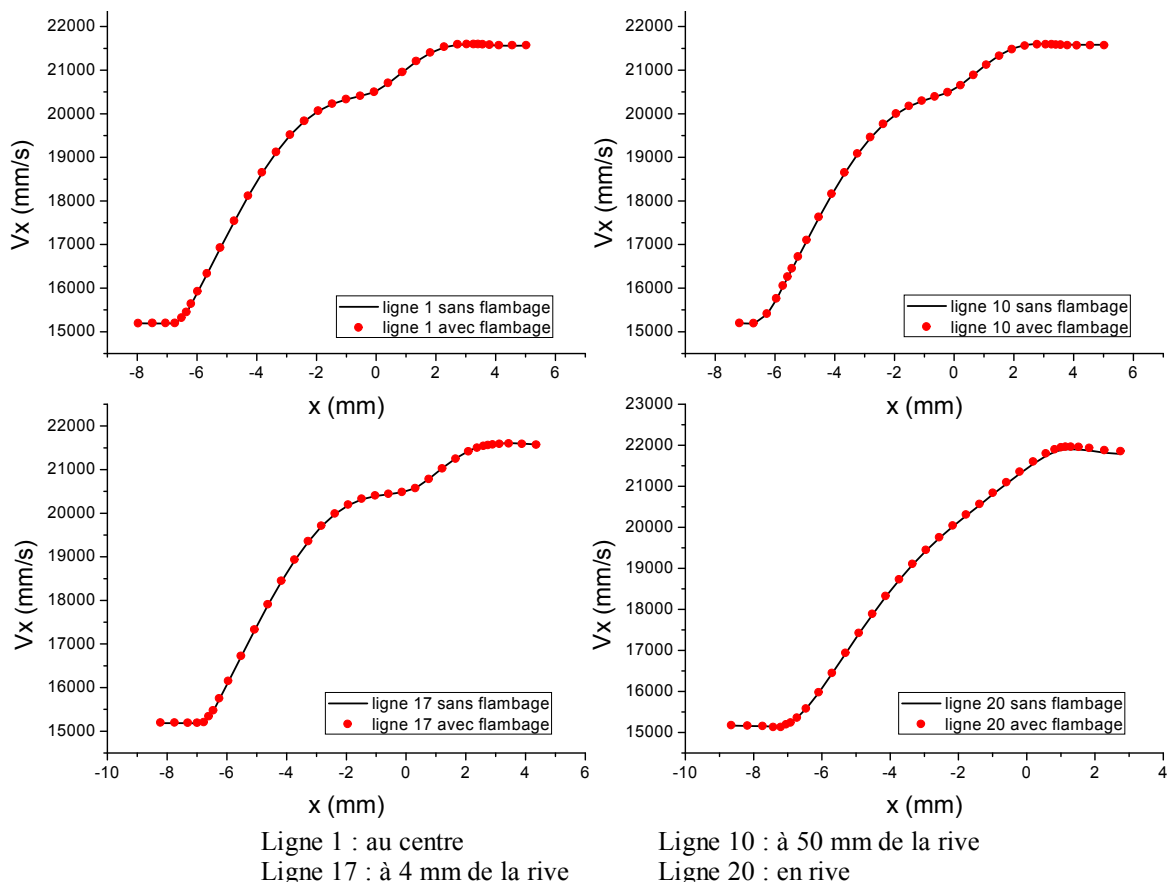 22000
21000
20000
19000
18000
17000
16000
15000
Vx (mm/s)
-8 -6 -4 -2 0 2 4 6
x (mm)
ligne 1 sans flambage
ligne 1 avec flambage
22000
21000
20000
19000
18000
17000
16000
15000
Vx (mm/s)
-8 -6 -4 -2 0 2 4 6
x (mm)
ligne 10 sans flambage
ligne 10 avec flambage
22000
21000
20000
19000
18000
17000
16000
15000
Vx (mm/s)
-10 -8 -6 -4 -2 0 2 4 6
x (mm)
ligne 17 sans flambage
ligne 17 avec flambage
23000
22000
21000
20000
19000
18000
17000
16000
15000
Vx (mm/s)
-10 -8 -6 -4 -2 0 2 4
x (mm)
ligne 20 sans flambage
ligne 20 avec flambage
Ligne 1 : au centre Ligne 10 : à 50 mm de la rive
Ligne 17 : à 4 mm de la rive Ligne 20 : en rive